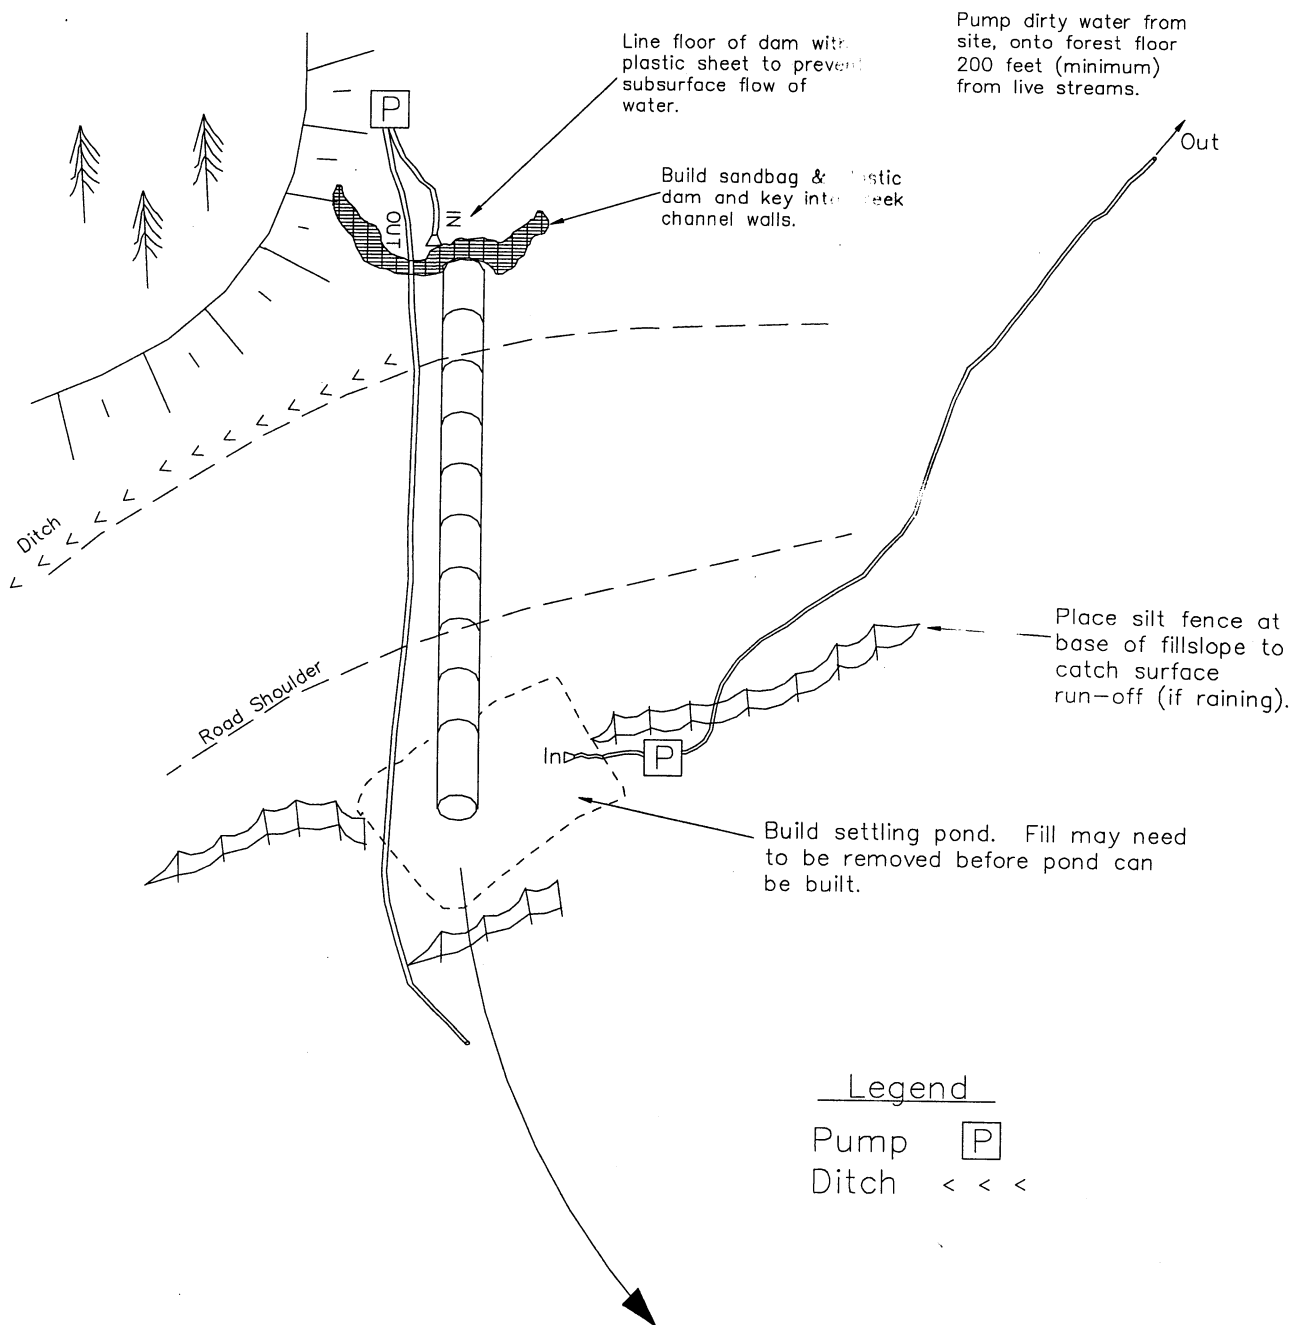 Line floor of dam with
plastic sheet to prevent
subsurface flow of
water.
Pump dirty water from
site, onto forest floor
200 feet (minimum)
from live streams.
P
Out
Build sandbag &
dam and key into creek
channel walls.
OUT
IN
Ditch
Road Shoulder
Place silt fence at
base of fillslope to
catch surface
run-off (if raining).
In
P
Build settling pond. Fill may need
to be removed before pond can
be built.
Legend
Pump P
Ditch < < <